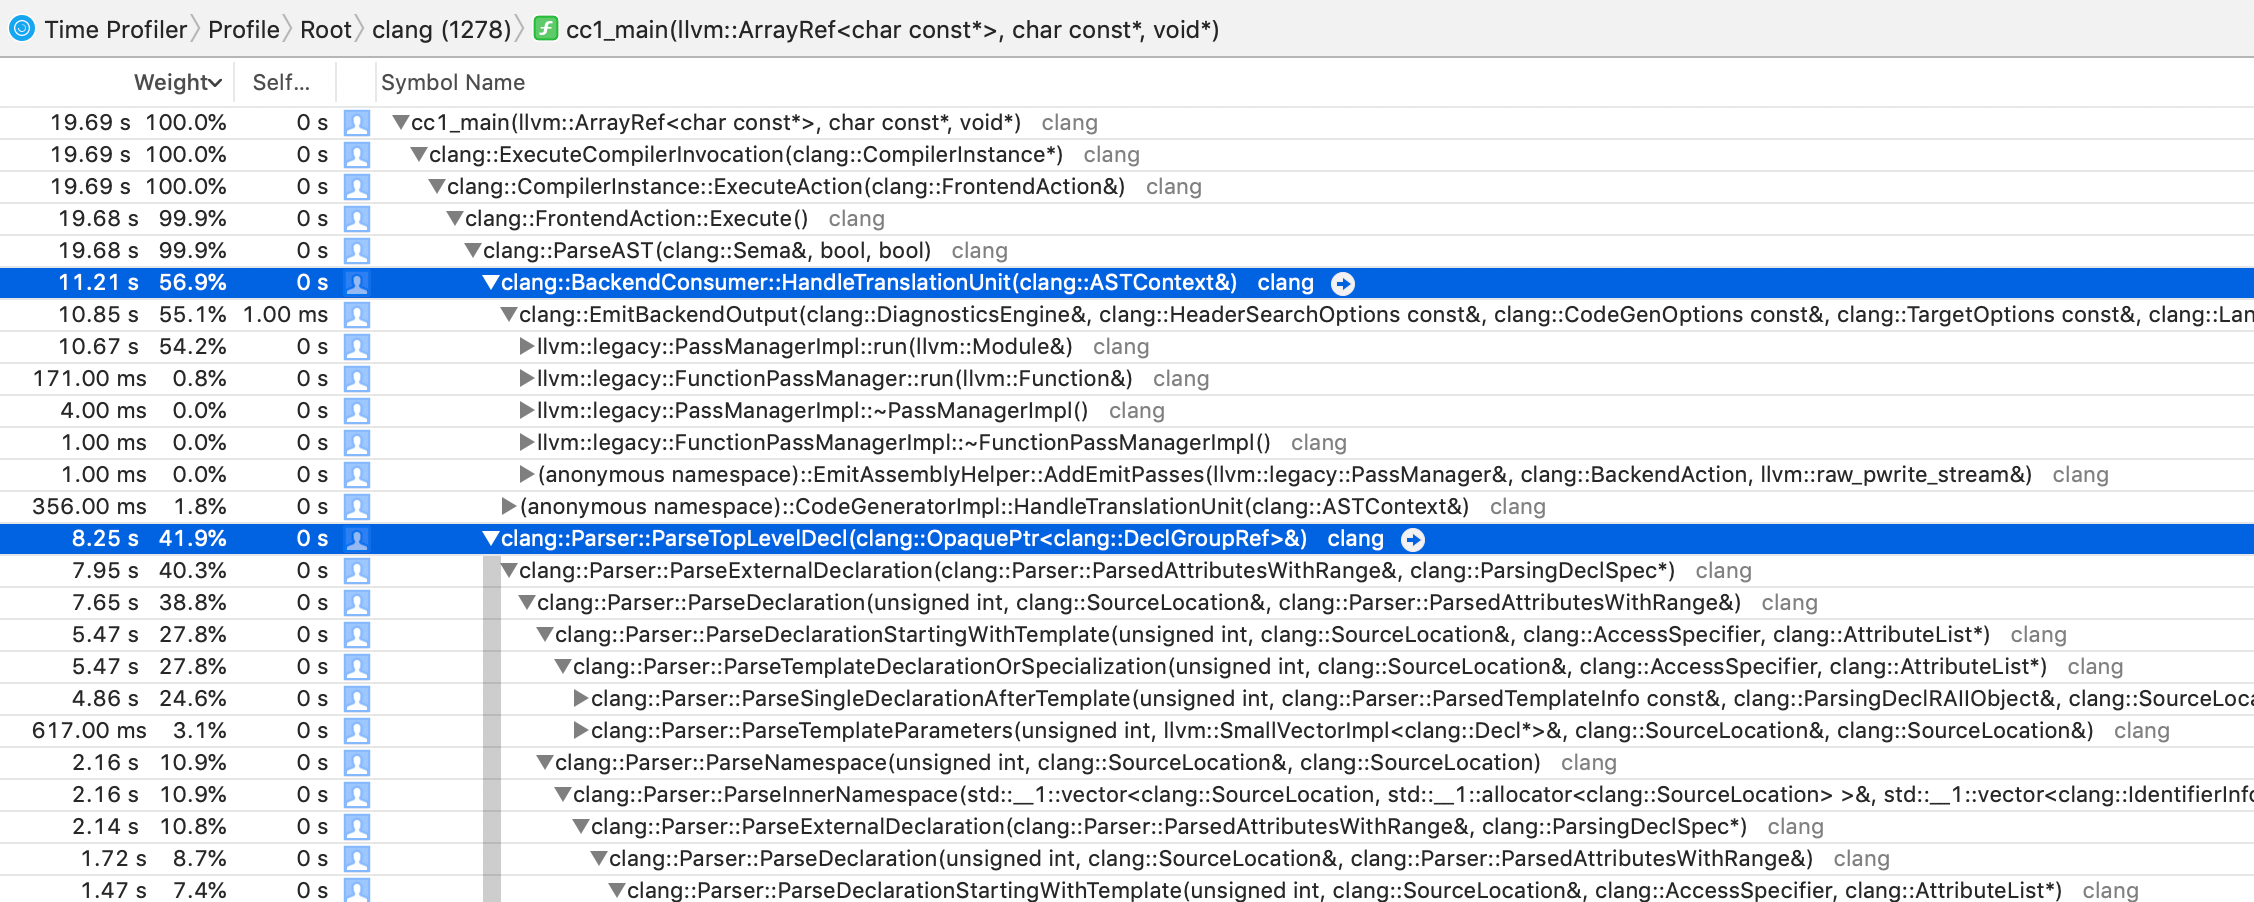 Time Profiler Profile Root clang (1278) cc1_main(llvm::ArrayRef<char const*>, char const*, void*)
Weight Self... Symbol Name
19.69 s 100.0% 0 s cc1_main(llvm::ArrayRef<char const*>, char const*, void*) clang
19.69 s 100.0% 0 s clang::ExecuteCompilerInvocation(clang::CompilerInstance*) clang
19.69 s 100.0% 0 s clang::CompilerInstance::ExecuteAction(clang::FrontendAction&) clang
19.68 s 99.9% 0 s clang::FrontendAction::Execute() clang
19.68 s 99.9% 0 s clang::ParseAST(clang::Sema&, bool, bool) clang
11.21 s 56.9% 0 s clang::BackendConsumer::HandleTranslationUnit(clang::ASTContext&) clang
10.85 s 55.1% 1.00 ms clang::EmitBackendOutput(clang::DiagnosticsEngine&, clang::HeaderSearchOptions const&, clang::CodeGenOptions const&, clang::TargetOptions const&, clang::Lan
10.67 s 54.2% 0 s llvm::legacy::PassManagerImpl::run(llvm::Module&) clang
171.00 ms 0.8% 0 s llvm::legacy::FunctionPassManager::run(llvm::Function&) clang
4.00 ms 0.0% 0 s llvm::legacy::PassManagerImpl::~PassManagerImpl() clang
1.00 ms 0.0% 0 s llvm::legacy::FunctionPassManagerImpl::~FunctionPassManagerImpl() clang
1.00 ms 0.0% 0 s (anonymous namespace)::EmitAssemblyHelper::AddEmitPasses(llvm::legacy::PassManager&, clang::BackendAction, llvm::raw_pwrite_stream&) clang
356.00 ms 1.8% 0 s (anonymous namespace)::CodeGeneratorImpl::HandleTranslationUnit(clang::ASTContext&) clang
8.25 s 41.9% 0 s clang::Parser::ParseTopLevelDecl(clang::OpaquePtr<clang::DeclGroupRef>&) clang
7.95 s 40.3% 0 s clang::Parser::ParseExternalDeclaration(clang::Parser::ParsedAttributesWithRange&, clang::ParsingDeclSpec*) clang
7.65 s 38.8% 0 s clang::Parser::ParseDeclaration(unsigned int, clang::SourceLocation&, clang::Parser::ParsedAttributesWithRange&) clang
5.47 s 27.8% 0 s clang::Parser::ParseDeclarationStartingWithTemplate(unsigned int, clang::SourceLocation&, clang::AccessSpecifier, clang::AttributeList*) clang
5.47 s 27.8% 0 s clang::Parser::ParseTemplateDeclarationOrSpecialization(unsigned int, clang::SourceLocation&, clang::AccessSpecifier, clang::AttributeList*) clang
4.86 s 24.6% 0 s clang::Parser::ParseSingleDeclarationAfterTemplate(unsigned int, clang::Parser::ParsedTemplateInfo const&, clang::ParsingDeclRAIIObject&, clang::SourceLoca
617.00 ms 3.1% 0 s clang::Parser::ParseTemplateParameters(unsigned int, llvm::SmallVectorImpl<clang::Decl*>&, clang::SourceLocation&, clang::SourceLocation&) clang
2.16 s 10.9% 0 s clang::Parser::ParseNamespace(unsigned int, clang::SourceLocation&, clang::SourceLocation) clang
2.16 s 10.9% 0 s clang::Parser::ParseInnerNamespace(std::__1::vector<clang::SourceLocation, std::__1::allocator<clang::SourceLocation> >&, std::__1::vector<clang::IdentifierInfo
2.14 s 10.8% 0 s clang::Parser::ParseExternalDeclaration(clang::Parser::ParsedAttributesWithRange&, clang::ParsingDeclSpec*) clang
1.72 s 8.7% 0 s clang::Parser::ParseDeclaration(unsigned int, clang::SourceLocation&, clang::Parser::ParsedAttributesWithRange&) clang
1.47 s 7.4% 0 s clang::Parser::ParseDeclarationStartingWithTemplate(unsigned int, clang::SourceLocation&, clang::AccessSpecifier, clang::AttributeList*) clang